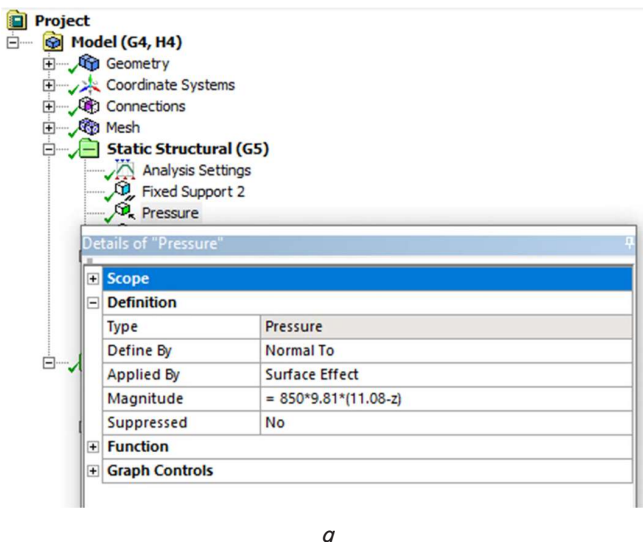 Project
Model (G4, H4)
Geometry
Coordinate Systems
Connections
Mesh
Static Structural (G5)
Analysis Settings
Fixed Support 2
Pressure
Details of "Pressure"
Scope
Definition
Type Pressure
Define By Normal To
Applied By Surface Effect
Magnitude = 850*9.81*(11.08-z)
Suppressed No
Function
Graph Controls
a